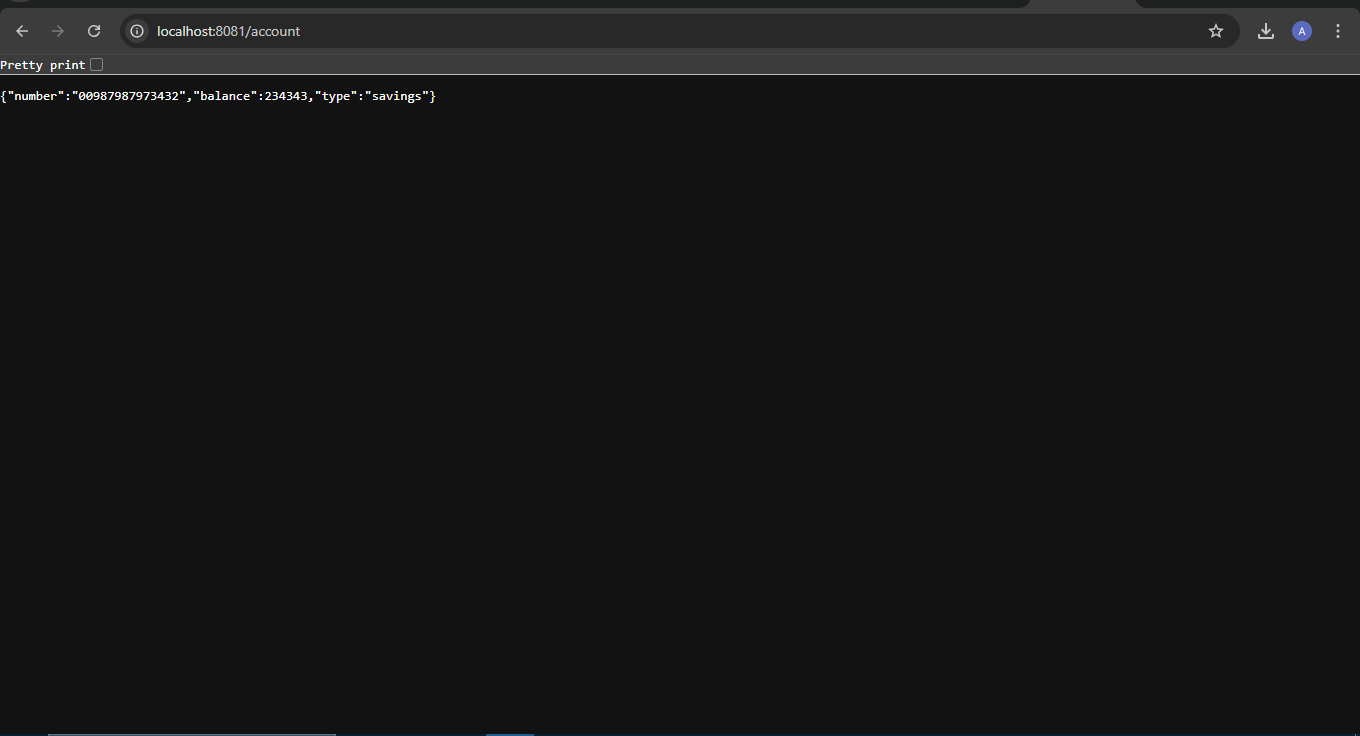 localhost:8081/account
A
Pretty print
{"number":"00987987973432","balance":234343,"type":"savings"}